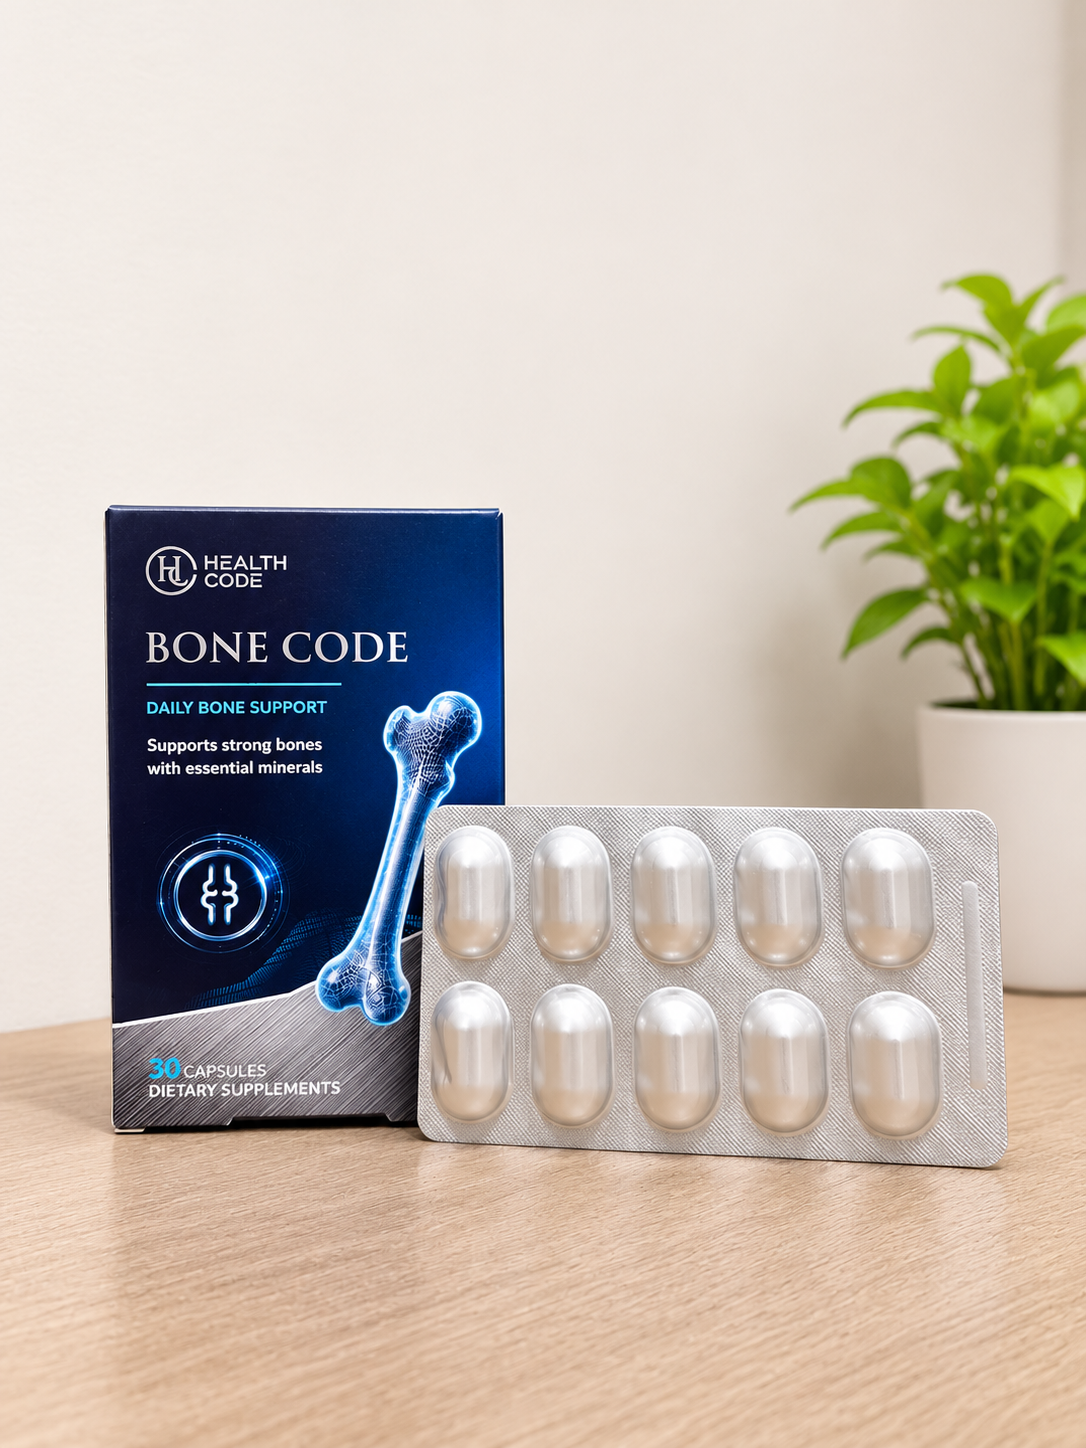 HEALTH
CODE
BONE CODE
DAILY BONE SUPPORT
Supports strong bones
with essential minerals
30 CAPSULES
DIETARY SUPPLEMENTS